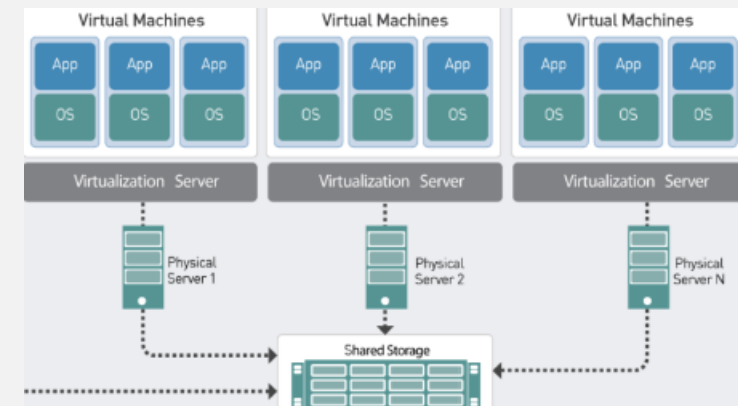 Virtual Machines Virtual Machines Virtual Machines
App App App App App App App App App
OS OS OS OS OS OS OS OS OS
Virtualization Server Virtualization Server Virtualization Server
Physical
Server 1
Physical
Server 2
Physical
Server N
Shared Storage